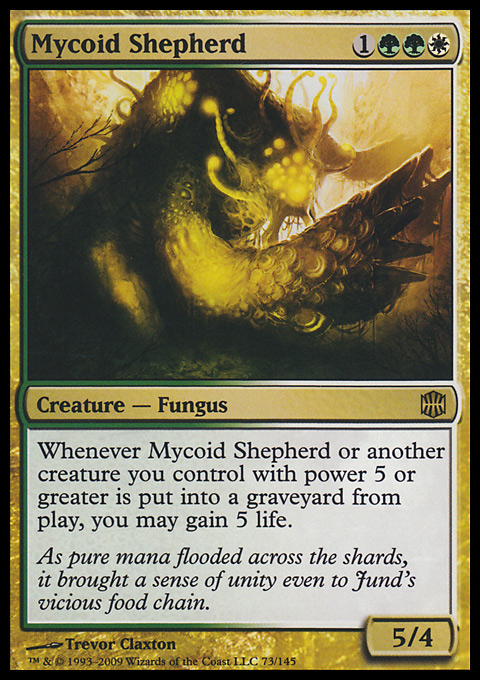 Mycoid Shepherd 1
Creature — Fungus
Whenever Mycoid Shepherd or another
creature you control with power 5 or
greater is put into a graveyard from
play, you may gain 5 life.
As pure mana flooded across the shards,
it brought a sense of unity even to Jund's
vicious food chain.
Trevor Claxton
5/4
™ & © 1993–2009 Wizards of the Coast LLC 73/145